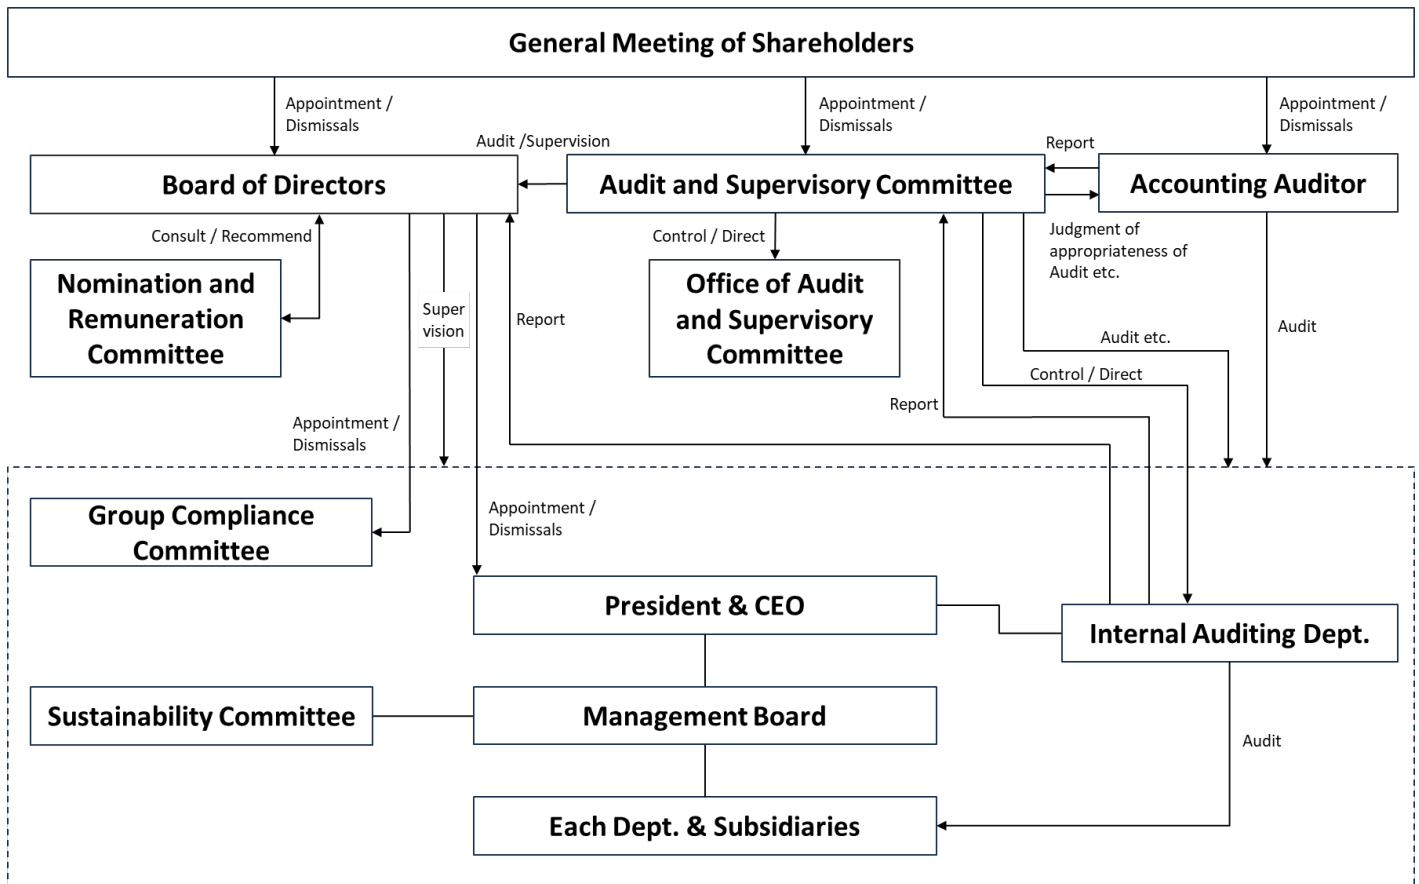 General Meeting of Shareholders
Appointment /
Dismissals
Appointment /
Dismissals
Appointment /
Dismissals
Audit /Supervision
Report
Board of Directors
Audit and Supervisory Committee
Accounting Auditor
Consult / Recommend
Control / Direct
Judgment of
appropriateness of
Audit etc.
Nomination and
Remuneration
Committee
Super
vision
Report
Office of Audit
and Supervisory
Committee
Audit etc.
Audit
Control / Direct
Report
Appointment /
Dismissals
Group Compliance
Committee
Appointment /
Dismissals
President & CEO
Internal Auditing Dept.
Sustainability Committee
Management Board
Audit
Each Dept. & Subsidiaries